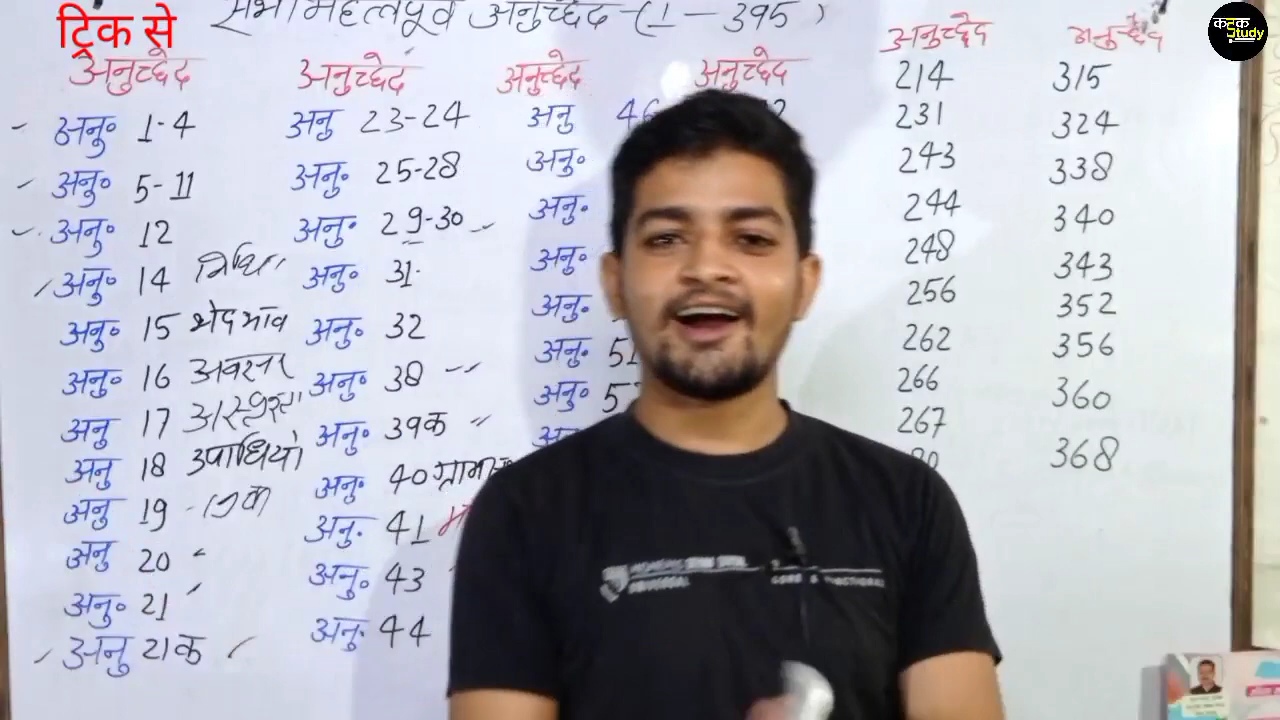 ट्रिक से
सभी महत्वपूर्व अनुच्छेद - (1 - 395)
कटक Study
अनुच्छेद
अनु० 1-4
अनु० 5-11
अनु० 12
अनु० 14
अनु० 15 भेदभाव
अनु० 16 अवसर
अनु 17
अनु 18 उपाधियो
अनु 19
अनु 20
अनु० 21
अनु 21क
अनुच्छेद
अनु 23-24
अनु० 25-28
अनु० 29-30
अनु० 31
अनु० 32
अनु० 38
अनु० 39क
अनु० 40
अनु. 41
अनु० 43
अनु. 44
अनुच्छेद
अनु 46
अनु०
अनु०
अनु०
अनु०
अनु० 51
अनु०
अनुच्छेद
अनुच्छेद
214
231
243
244
248
256
262
266
267
अनुच्छेद
315
324
338
340
343
352
356
360
368